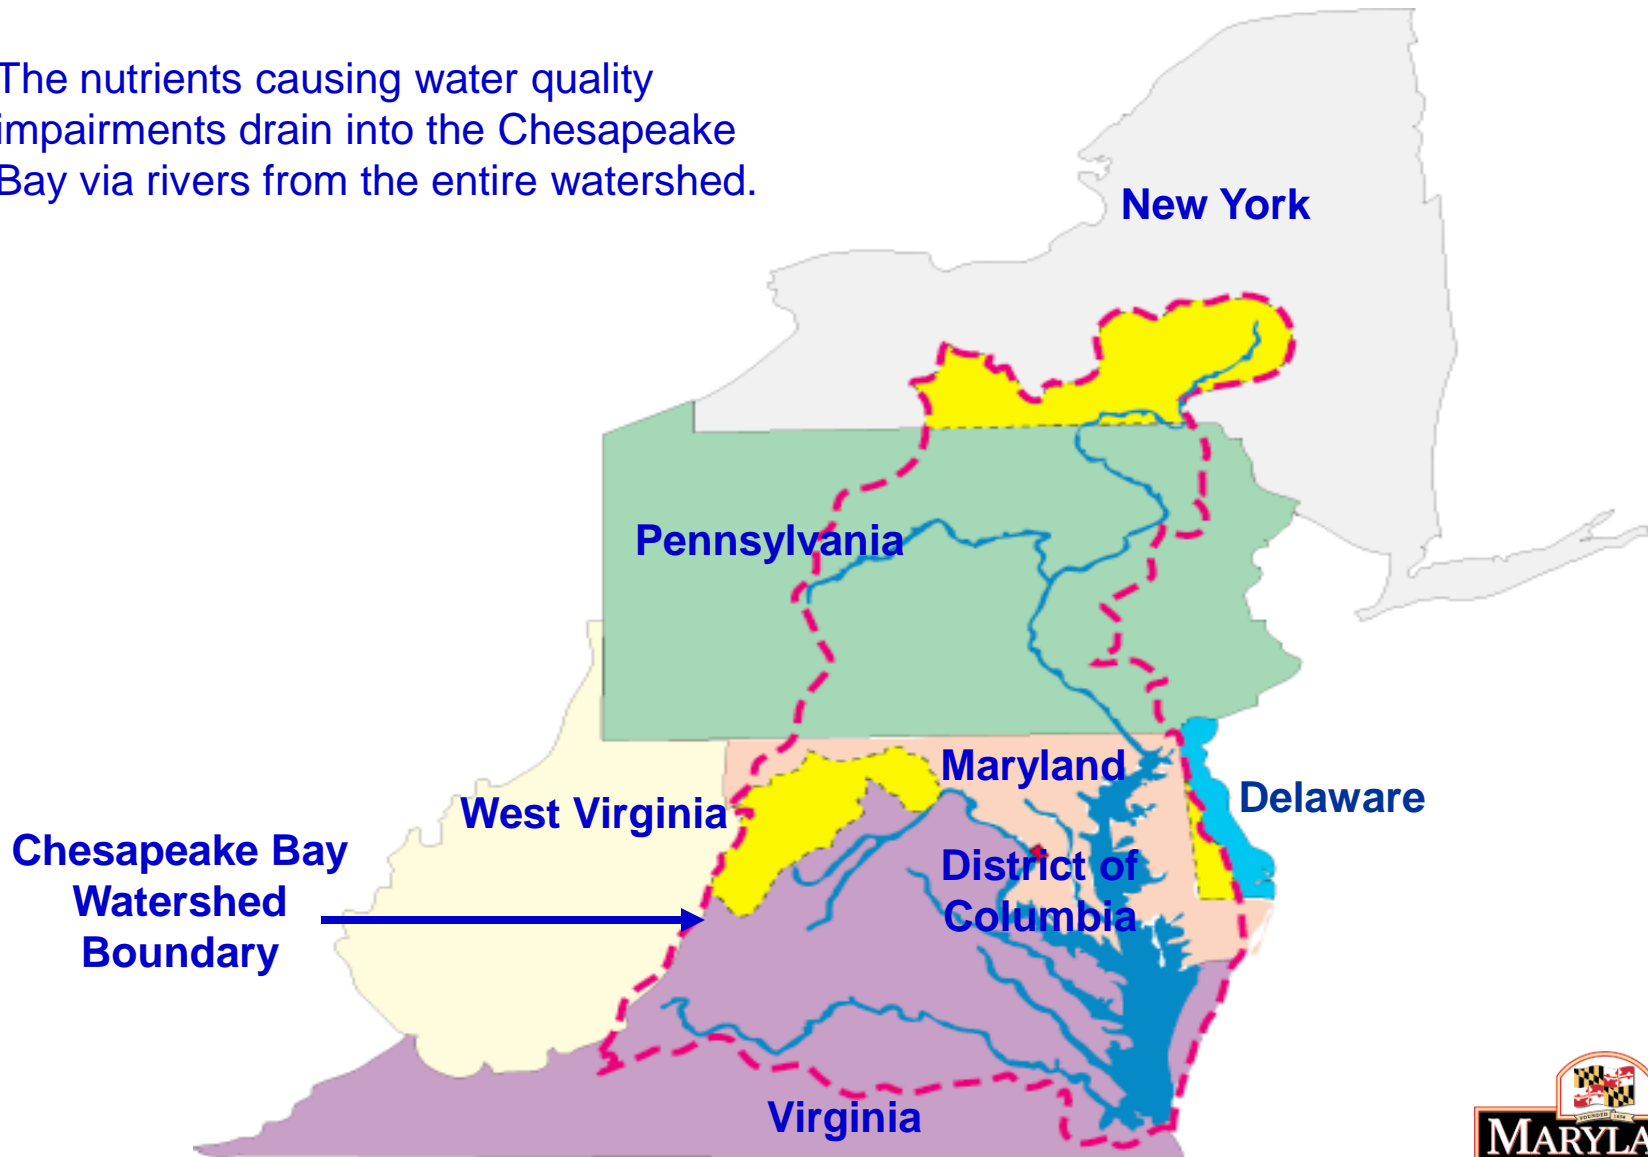 The nutrients causing water quality
impairments drain into the Chesapeake
Bay via rivers from the entire watershed.
New York
Pennsylvania
Maryland
West Virginia
Delaware
Chesapeake Bay
Watershed
Boundary
District of
Columbia
Virginia
MARYLA